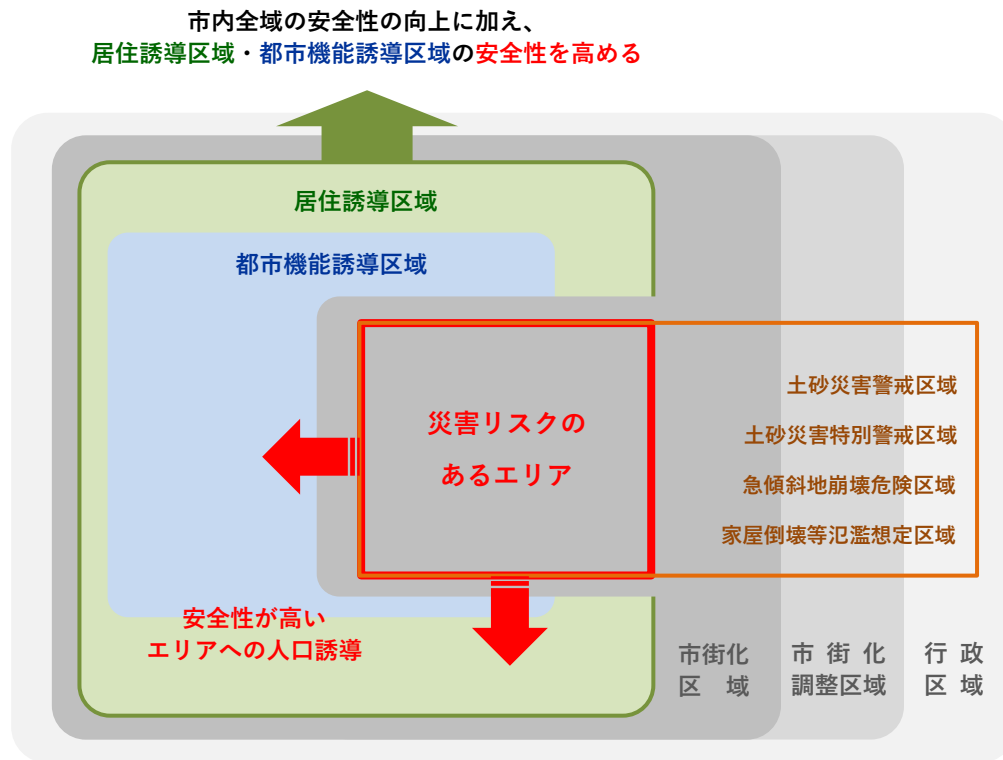 市内全域の安全性の向上に加え、
居住誘導区域・都市機能誘導区域の安全性を高める
居住誘導区域
都市機能誘導区域
災害リスクの
あるエリア
土砂災害警戒区域
土砂災害特別警戒区域
急傾斜地崩壊危険区域
家屋倒壊等氾濫想定区域
安全性が高い
エリアへの人口誘導
市街化
区域
市街化
調整区域
行政
区域